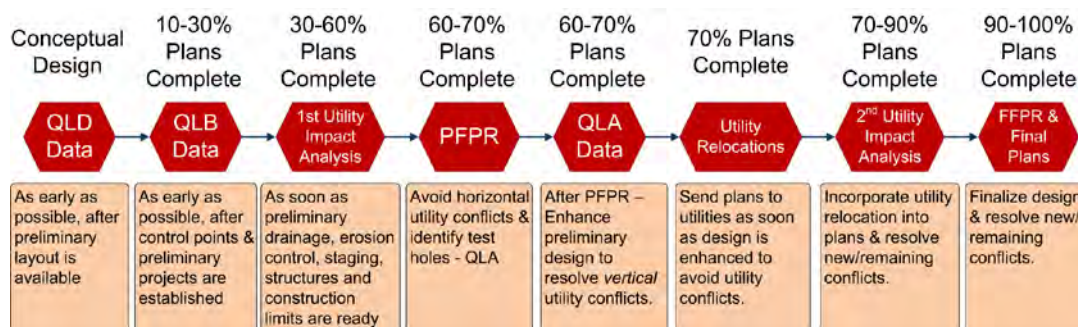 Conceptual
Design
10-30%
Plans
Complete
30-60%
Plans
Complete
60-70%
Plans
Complete
60-70%
Plans
Complete
70% Plans
Complete
70-90%
Plans
Complete
90-100%
Plans
Complete
QLD
Data
QLB
Data
1st Utility
Impact
Analysis
PFPR
QLA
Data
Utility
Relocations
2nd Utility
Impact
Analysis
FFPR &
Final
Plans
As early as
possible, after
preliminary
layout is
available
As early as
possible, after
control points &
preliminary
projects are
established
As soon as
preliminary
drainage, erosion
control, staging,
structures and
construction
limits are ready
Avoid horizontal
utility conflicts &
identify test
holes - QLA
After PFPR –
Enhance
preliminary
design to
resolve vertical
utility conflicts.
Send plans to
utilities as soon
as design is
enhanced to
avoid utility
conflicts.
Incorporate utility
relocation into
plans & resolve
new/remaining
conflicts.
Finalize design
& resolve new/
remaining
conflicts.